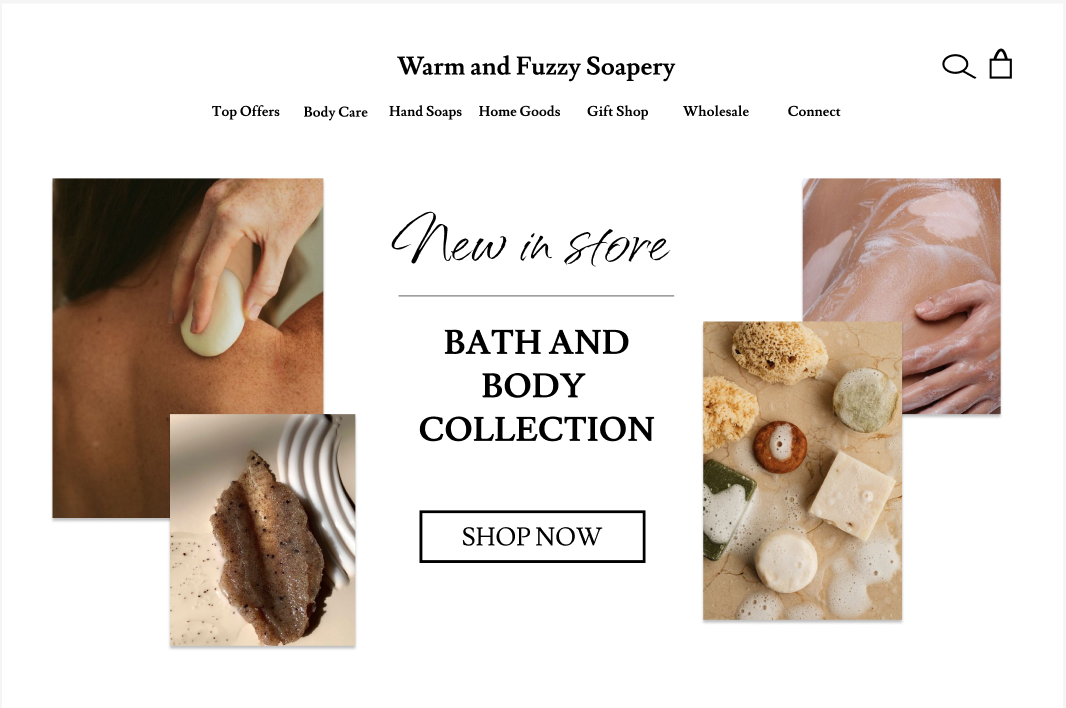 Warm and Fuzzy Soapery
Top Offers Body Care Hand Soaps Home Goods Gift Shop Wholesale Connect
New in store
BATH AND
BODY
COLLECTION
SHOP NOW